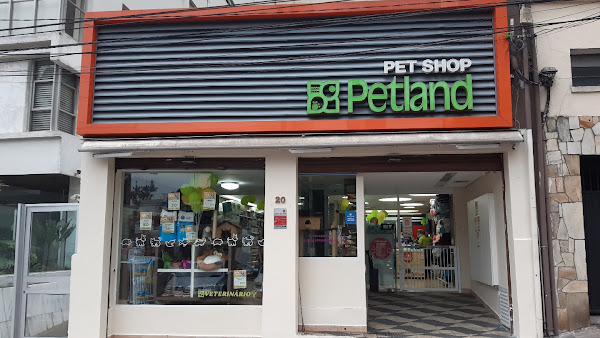 PET SHOP
Petland
20
VETERINÁRIO